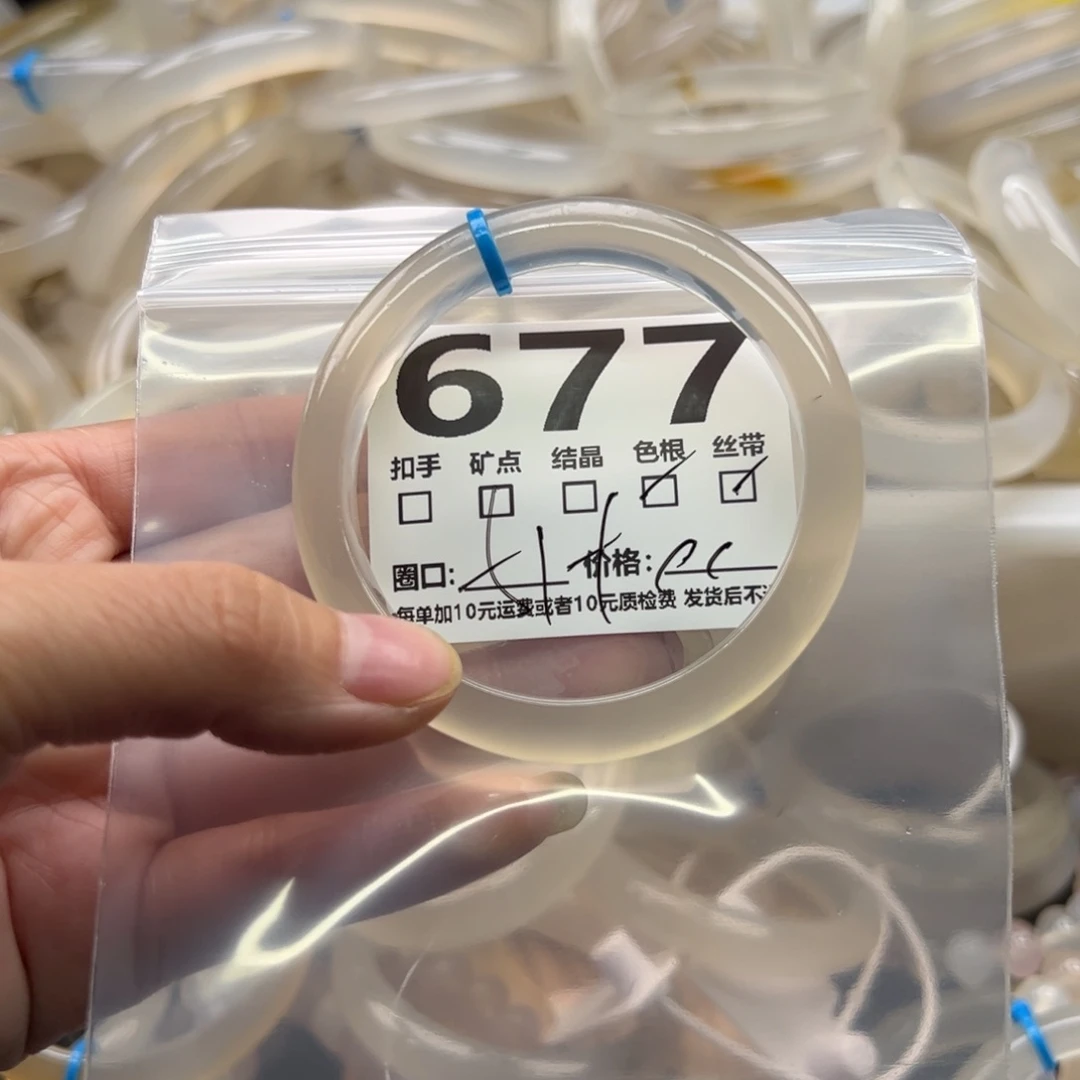 677
扣手 矿点 结晶 色根 丝带
圈口: 价格:
每单加10元运费或者10元质检费 发货后不